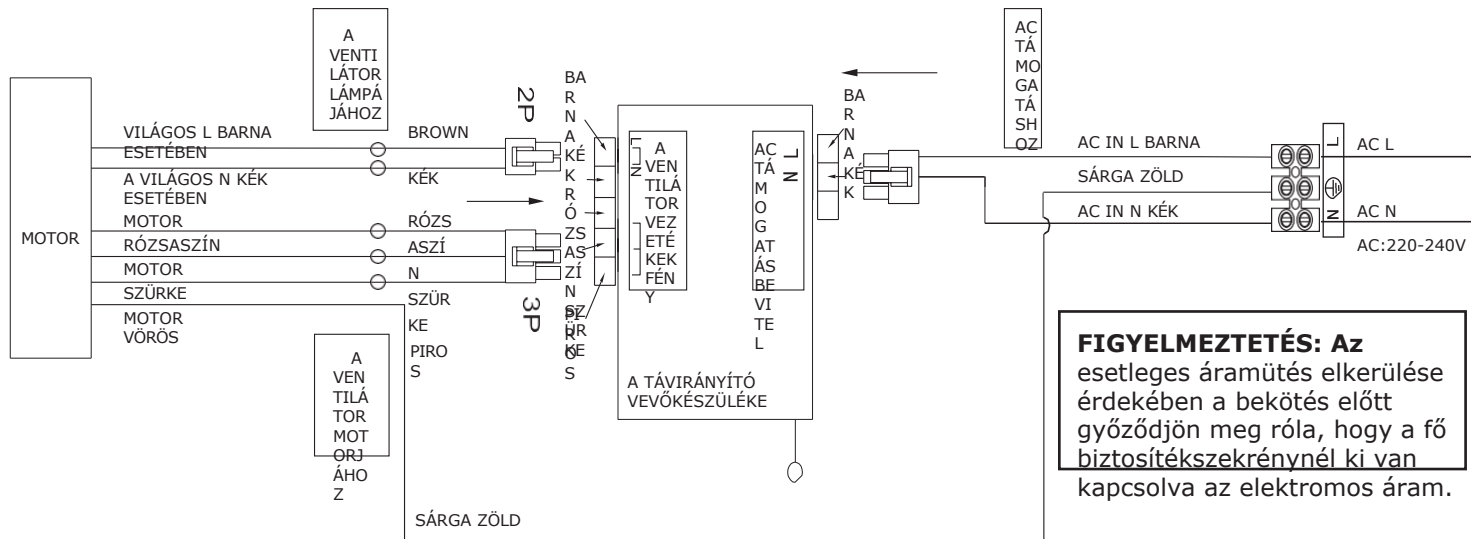 MOTOR
A
VENTI
LÁTOR
LÁMPÁ
JÁHOZ
VILÁGOS L BARNA
ESETÉBEN
A VILÁGOS N KÉK
ESETÉBEN
MOTOR
RÓZSASZÍN
MOTOR
SZÜRKE
MOTOR
VÖRÖS
BROWN
KÉK
RÓZS
ASZÍ
N
SZÜR
KE
PIRO
S
A
VEN
TILÁ
TOR
MOT
ORJ
ÁHO
Z
SÁRGA ZÖLD
2P
3P
BA
R
N
A
KÉ
K
R
Ó
ZS
AS
ZÍ
N
SZ
ÜR
KE
PI
R
O
S
L
N
A
VEN
TILÁ
TOR
VEZ
ETÉ
KEK
FÉN
Y
AC
TÁ
M
O
G
AT
ÁS
BE
VI
TE
L
L
N
A TÁVIRÁNYÍTÓ
VEVŐKÉSZÜLÉKE
BA
R
N
A
KÉ
K
AC
TÁ
MO
GA
TÁ
SH
OZ
AC IN L BARNA
SÁRGA ZÖLD
AC IN N KÉK
L
N
AC L
AC N
AC:220-240V
FIGYELMEZTETÉS: Az
esetleges áramütés elkerülése
érdekében a bekötés előtt
győződjön meg róla, hogy a fő
biztosítékszekrénynél ki van
kapcsolva az elektromos áram.